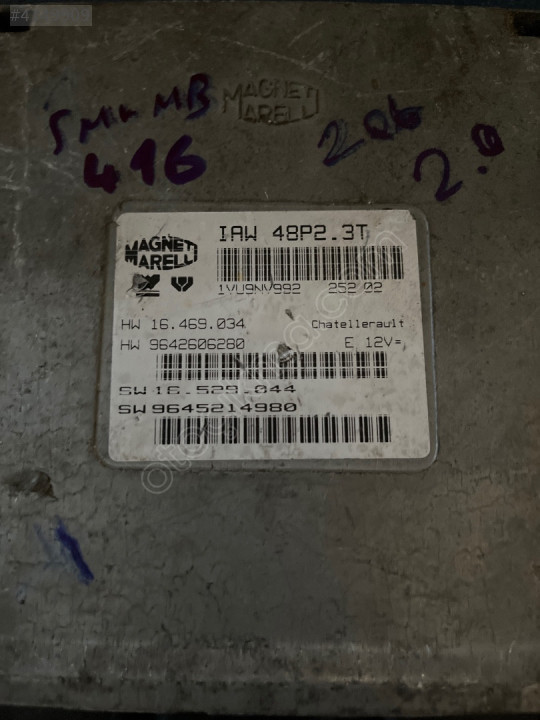 MAGNETI
MARELLI
416
206
2.0
MAGNETI
MARELLI
IAW 48P2.3T
1VU9NV992 252 02
HW 16.469.034 Chatellerault
HW 9642606280 E 12V=
SW 16.529.044
SW 9645214980